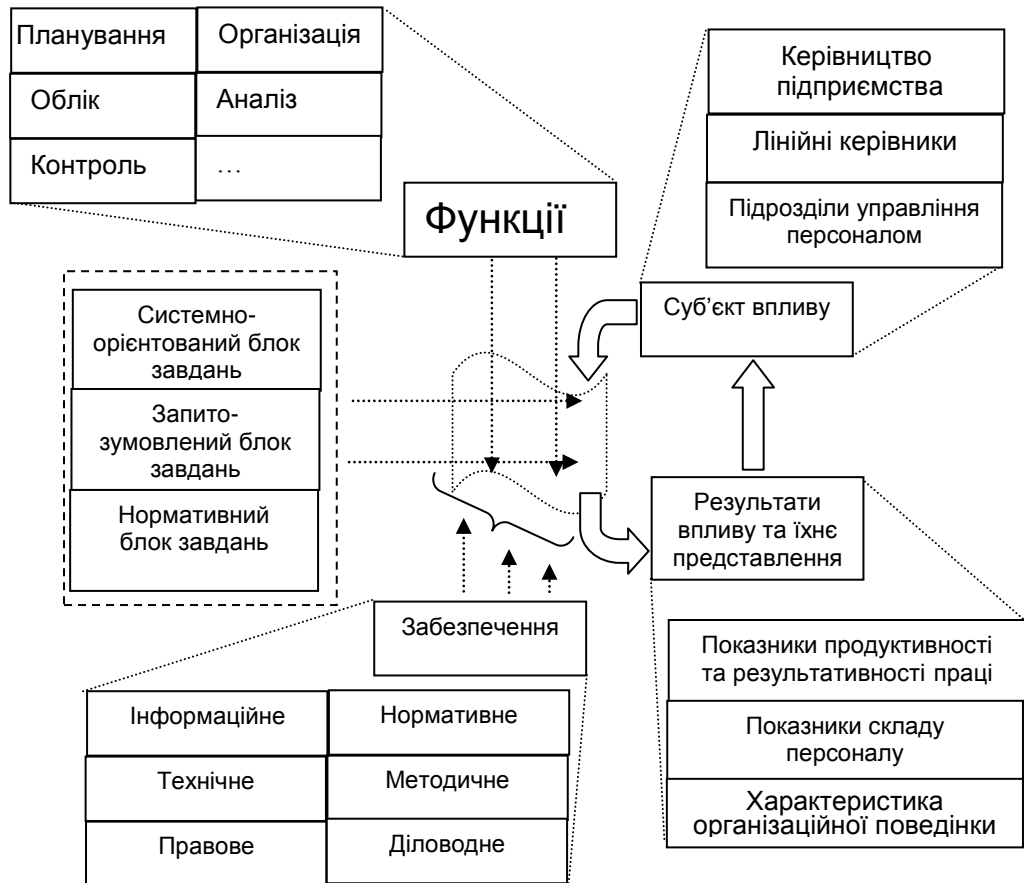 Планування
Організація
Облік
Аналіз
Контроль
...
Функції
Керівництво
підприємства
Лінійні керівники
Підрозділи управління
персоналом
Суб’єкт впливу
Системно-
орієнтований блок
завдань
Запито-
зумовлений блок
завдань
Нормативний
блок завдань
Результати
впливу та їхнє
представлення
Забезпечення
Інформаційне
Нормативне
Технічне
Методичне
Правове
Діловодне
Показники продуктивності
та результативності праці
Показники складу
персоналу
Характеристика
організаційної поведінки